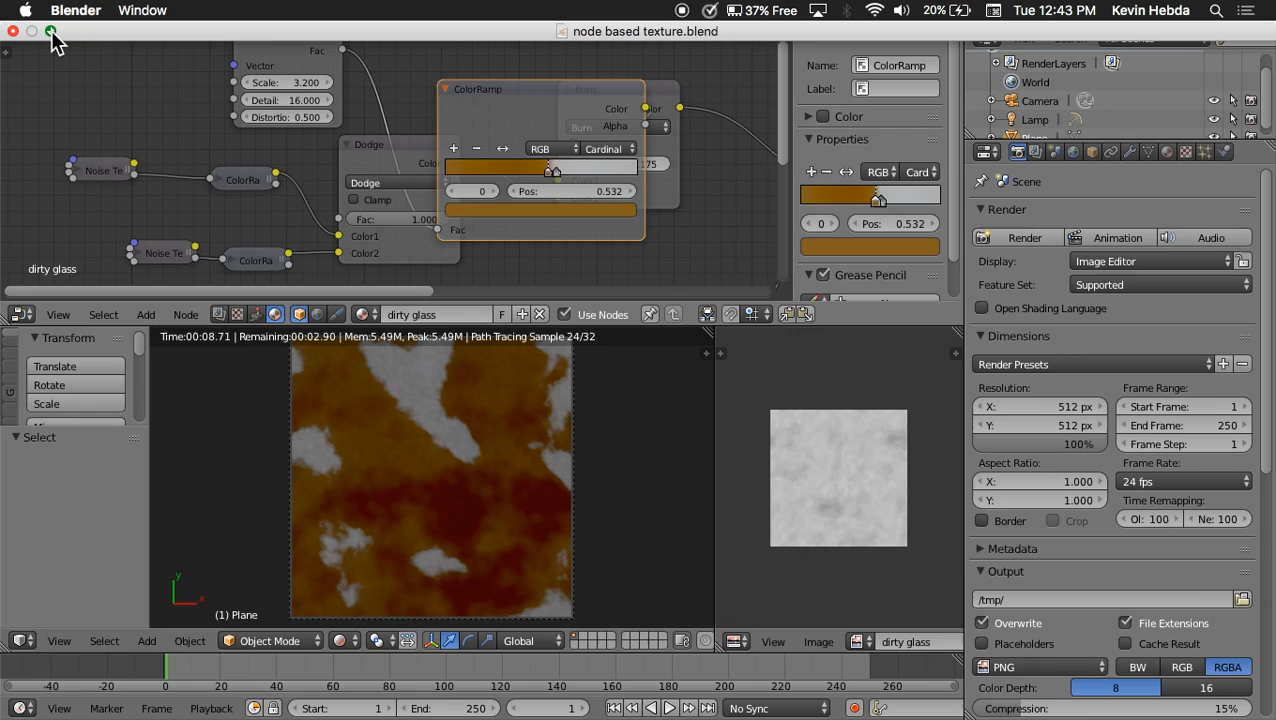 Blender Window 37% Free 20% Tue 12:43 PM Kevin Hebda
node based texture.blend
Fac
Vector
Scale: 3.200
Detail: 16.000
Distortio: 0.500
Noise Te
ColorRa
Noise Te
ColorRa
dirty glass
Dodge
Dodge
Clamp
Fac: 1.000
Color1
Color2
ColorRamp
Burn
Color
Alpha
Burn
175
RGB Cardinal
0 Pos: 0.532
Fac
Name: ColorRamp
Label:
Color
Properties
RGB Card
0 Pos: 0.532
Grease Pencil
RenderLayers
World
Camera
Lamp
View Select Add Node dirty glass F Use Nodes
Scene
Render
Render Animation Audio
Display: Image Editor
Feature Set: Supported
Open Shading Language
Dimensions
Render Presets
Resolution: Frame Range:
X: 512 px Start Frame: 1
Y: 512 px End Frame: 250
100% Frame Step: 1
Aspect Ratio: Frame Rate:
X: 1.000 24 fps
Y: 1.000 Time Remapping:
Border Crop Ol: 100 Ne: 100
Metadata
Output
/tmp/
Overwrite File Extensions
Placeholders Cache Result
PNG BW RGB RGBA
Color Depth: 8 16
Compression: 15%
Transform
Translate
Rotate
Scale
Select
Time:00:08.71 | Remaining:00:02.90 | Mem:5.49M, Peak:5.49M | Path Tracing Sample 24/32
y
x
(1) Plane
View Select Add Object Object Mode Global
View Image dirty glass
-40 -20 0 20 40 60 80 100 120 140 160 180 200 220 240 260
View Marker Frame Playback Start: 1 End: 250 1 No Sync